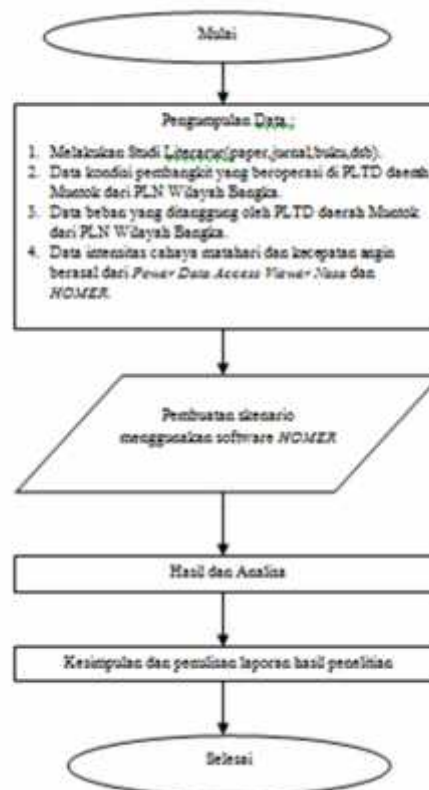 Mulai
Pengumpulan Data,;
1. Melakukan Studi Literarur(paper,jurnal,buku,dsb).
2. Data kondisi pembangkit yang beroperasi di PLTD daerah
Muntok dari PLN Wilayah Bangka.
3. Data beban yang ditanggung oleh PLTD daerah Muntok
dari PLN Wilayah Bangka.
4. Data intensitas cahaya matahari dan kecepatan angin
berasal dari Power Data Access Viewer Nasa dan
HOMER.
Pembuatan skenario
menggunakan software HOMER
Hasil dan Analisa
Kesimpulan dan penulisan laporan hasil penelitian
Selesai